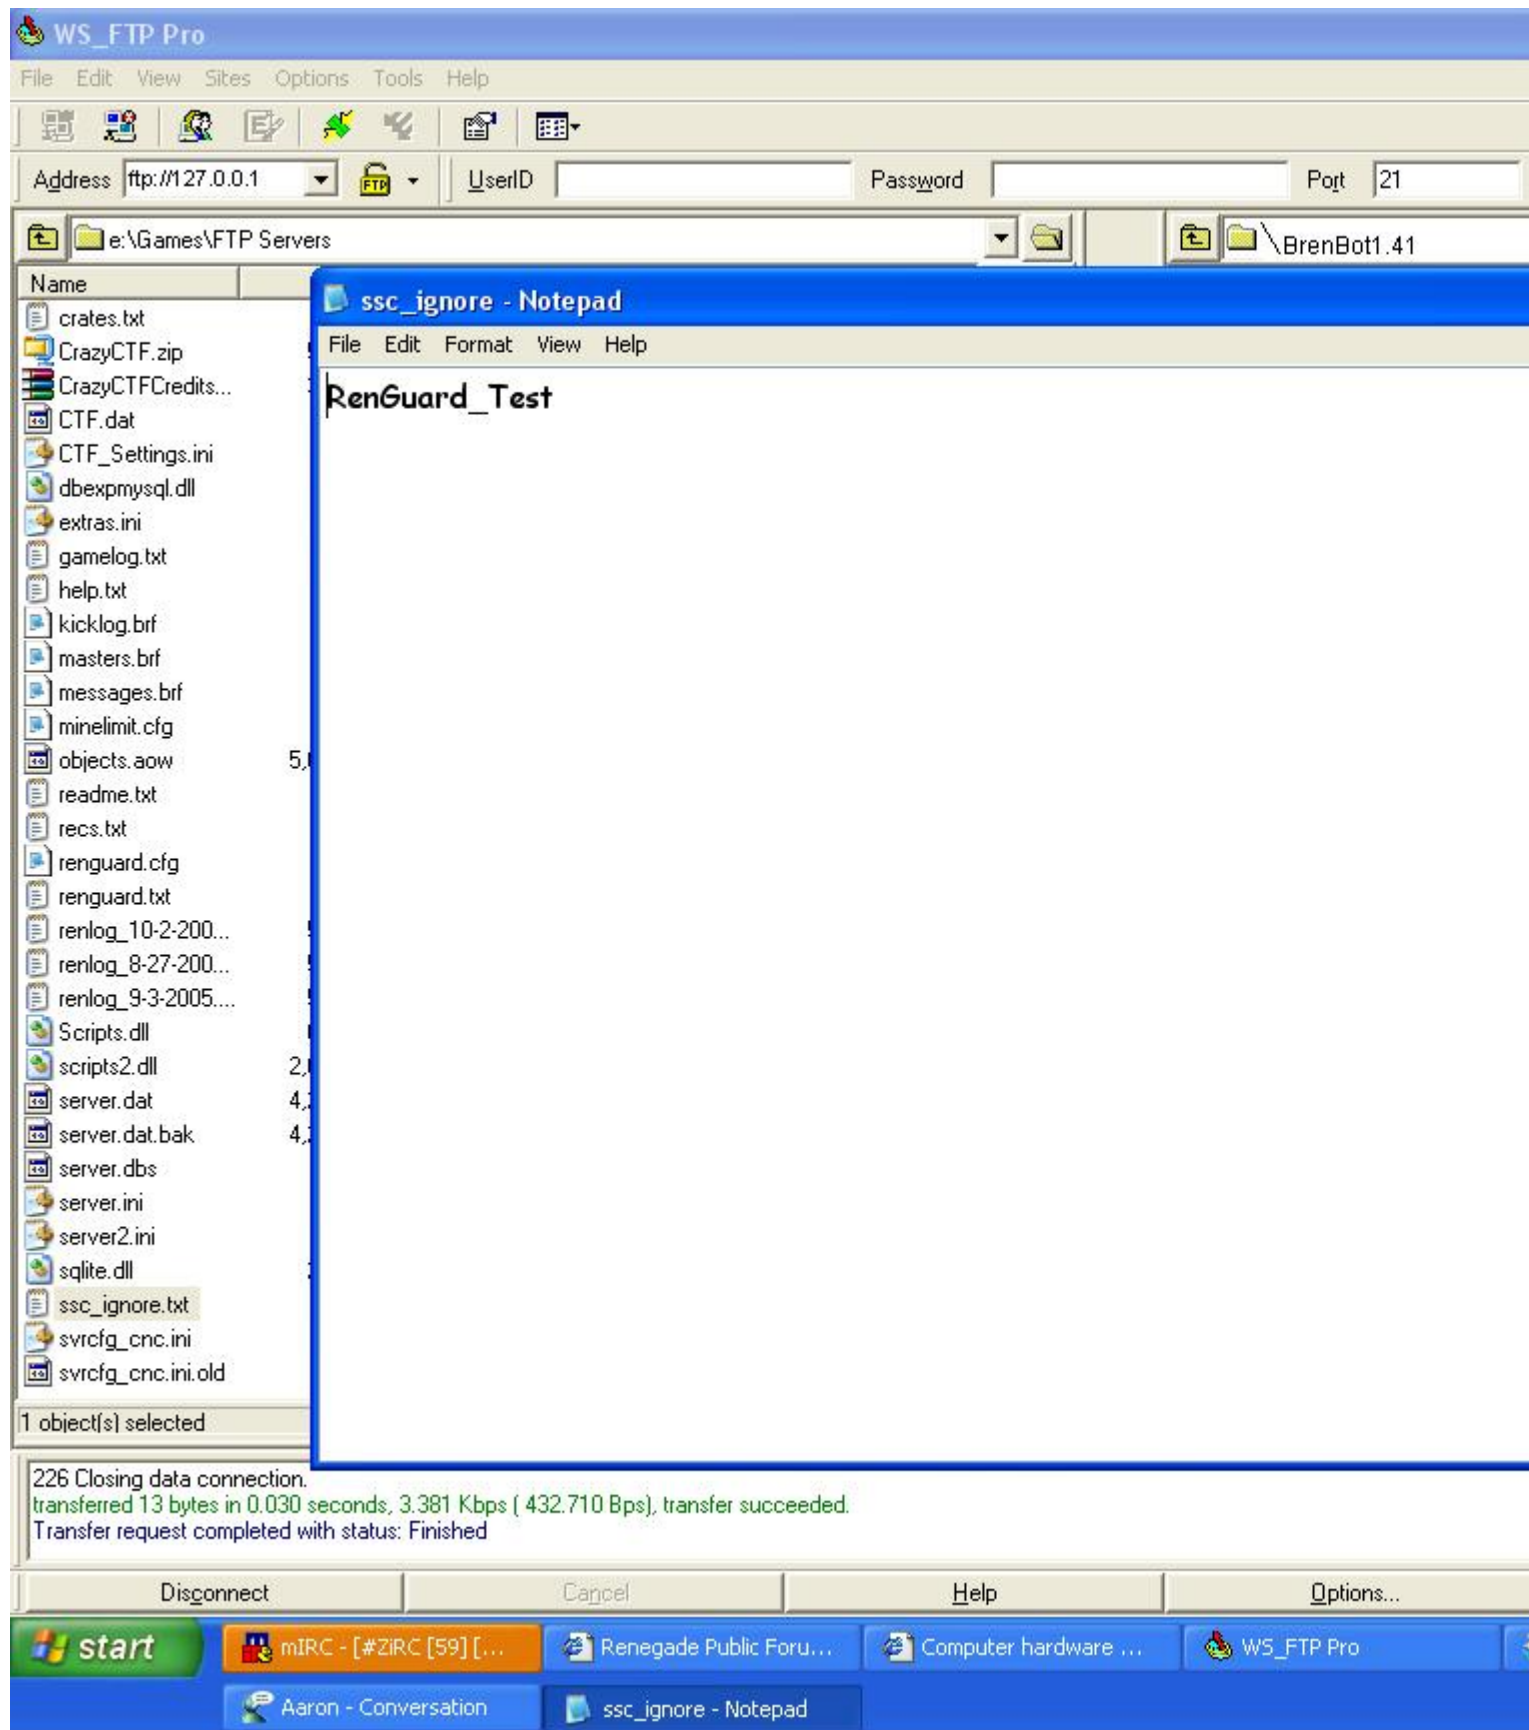 WS_FTP Pro
File Edit View Sites Options Tools Help
Address ftp://127.0.0.1 FTP UserID Password Port 21
e:\Games\FTP Servers \BrenBot1.41
Name
crates.txt
CrazyCTF.zip
CrazyCTFCredits...
CTF.dat
CTF_Settings.ini
dbexpmysql.dll
extras.ini
gamelog.txt
help.txt
kicklog.brf
masters.brf
messages.brf
minelimit.cfg
objects.aow 5,
readme.txt
recs.txt
renguard.cfg
renguard.txt
renlog_10-2-200...
renlog_8-27-200...
renlog_9-3-2005....
Scripts.dll
scripts2.dll 2,
server.dat 4,
server.dat.bak 4,
server.dbs
server.ini
server2.ini
sqlite.dll
ssc_ignore.txt
svrcfg_cnc.ini
svrcfg_cnc.ini.old
1 object(s) selected
ssc_ignore - Notepad
File Edit Format View Help
RenGuard_Test
226 Closing data connection.
transferred 13 bytes in 0.030 seconds, 3.381 Kbps ( 432.710 Bps), transfer succeeded.
Transfer request completed with status: Finished
Disconnect Cancel Help Options...
start mIRC - [#ZiRC [59] [... Renegade Public Foru... Computer hardware ... WS_FTP Pro
Aaron - Conversation ssc_ignore - Notepad